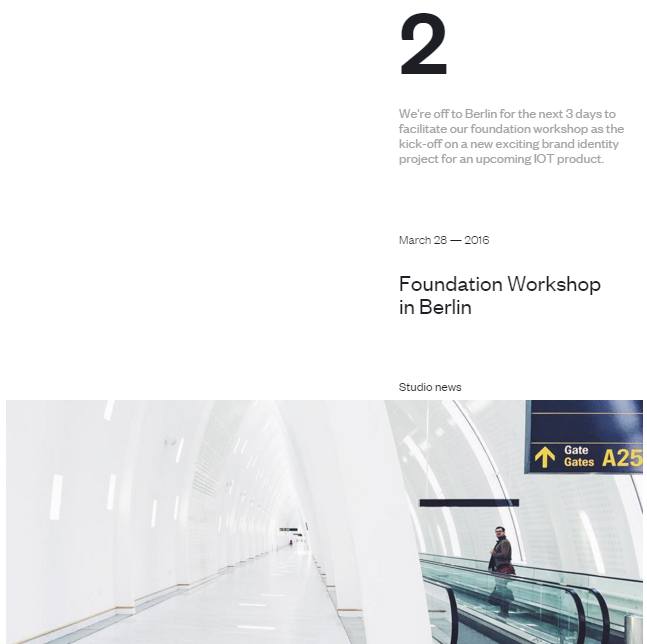 2
We're off to Berlin for the next 3 days to
facilitate our foundation workshop as the
kick-off on a new exciting brand identity
project for an upcoming IOT product.
March 28 — 2016
Foundation Workshop
in Berlin
Studio news
Gate
Gates A25